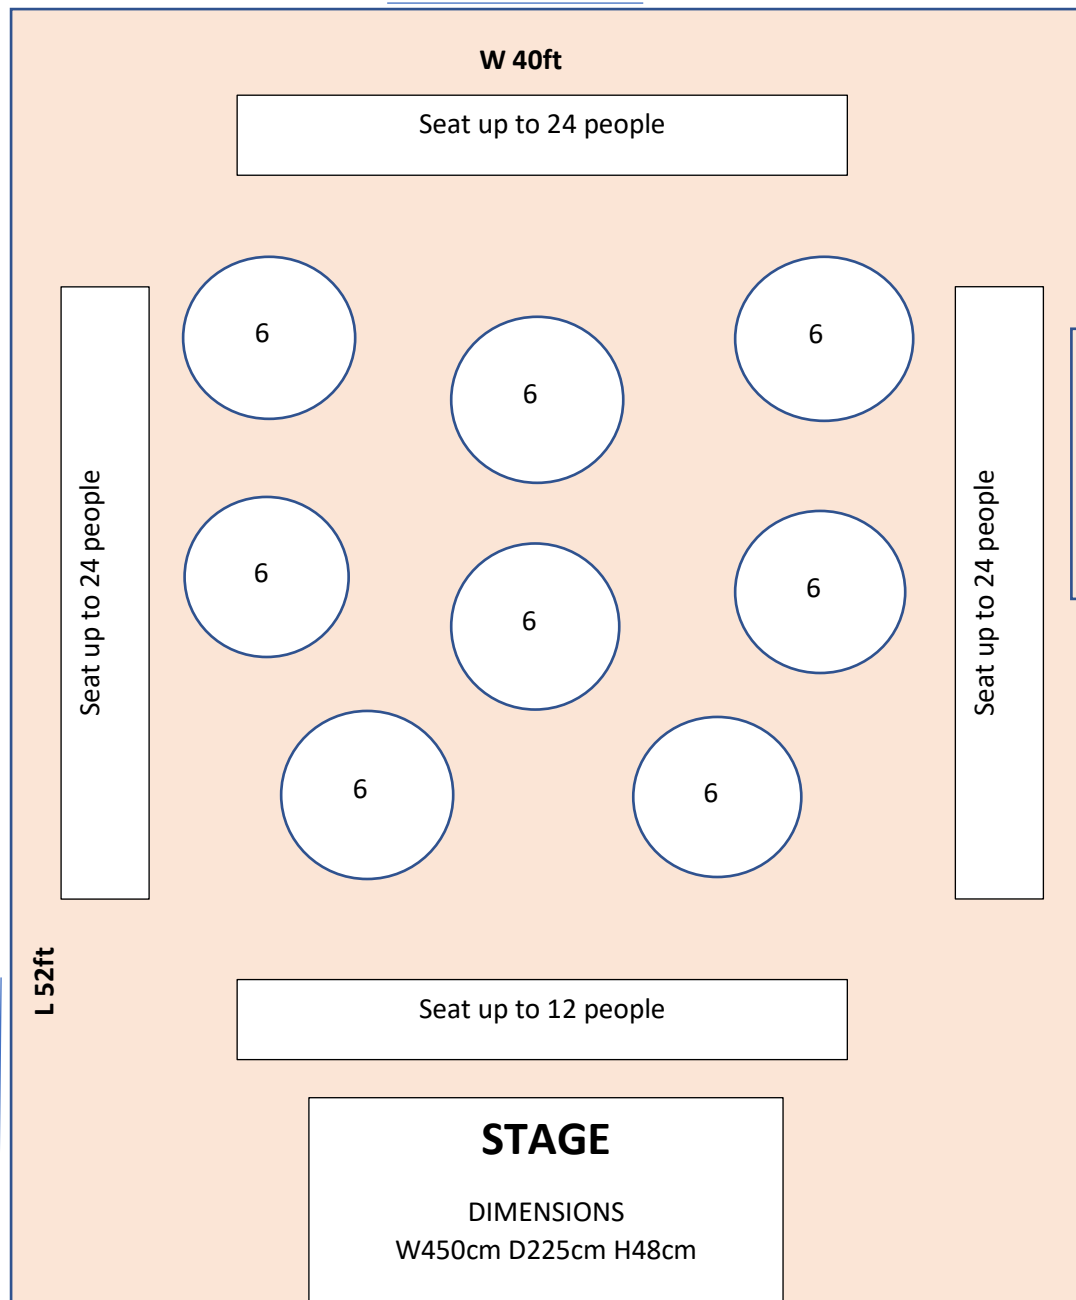 W 40ft
Seat up to 24 people
6
6
6
Seat up to 24 people
Seat up to 24 people
6
6
6
6
6
L 52ft
Seat up to 12 people
STAGE
DIMENSIONS
W450cm D225cm H48cm